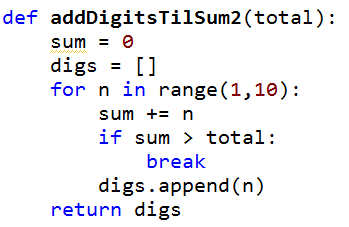 def addDigitsTilSum2(total):
    sum = 0
    digs = []
    for n in range(1,10):
        sum += n
        if sum > total:
            break
        digs.append(n)
    return digs